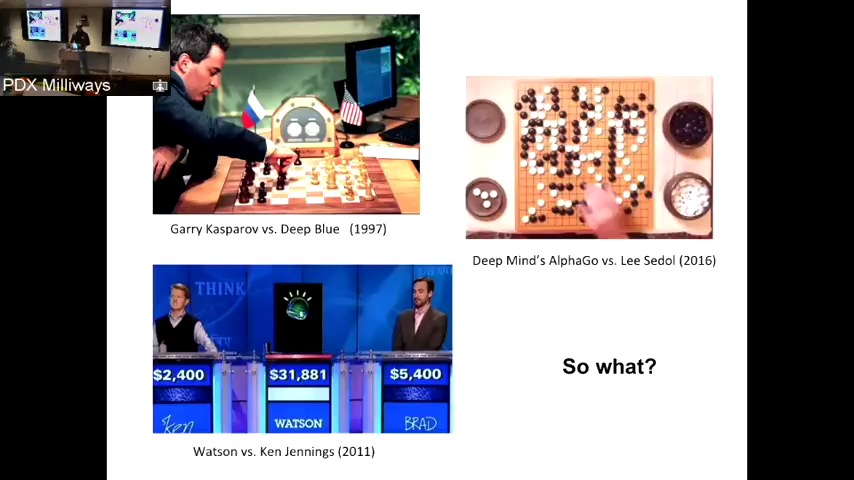 PDX Milliways
Garry Kasparov vs. Deep Blue (1997)
Deep Mind's AlphaGo vs. Lee Sedol (2016)
THINK
$2,400
$31,881
$5,400
Ken
WATSON
BRAD
So what?
Watson vs. Ken Jennings (2011)